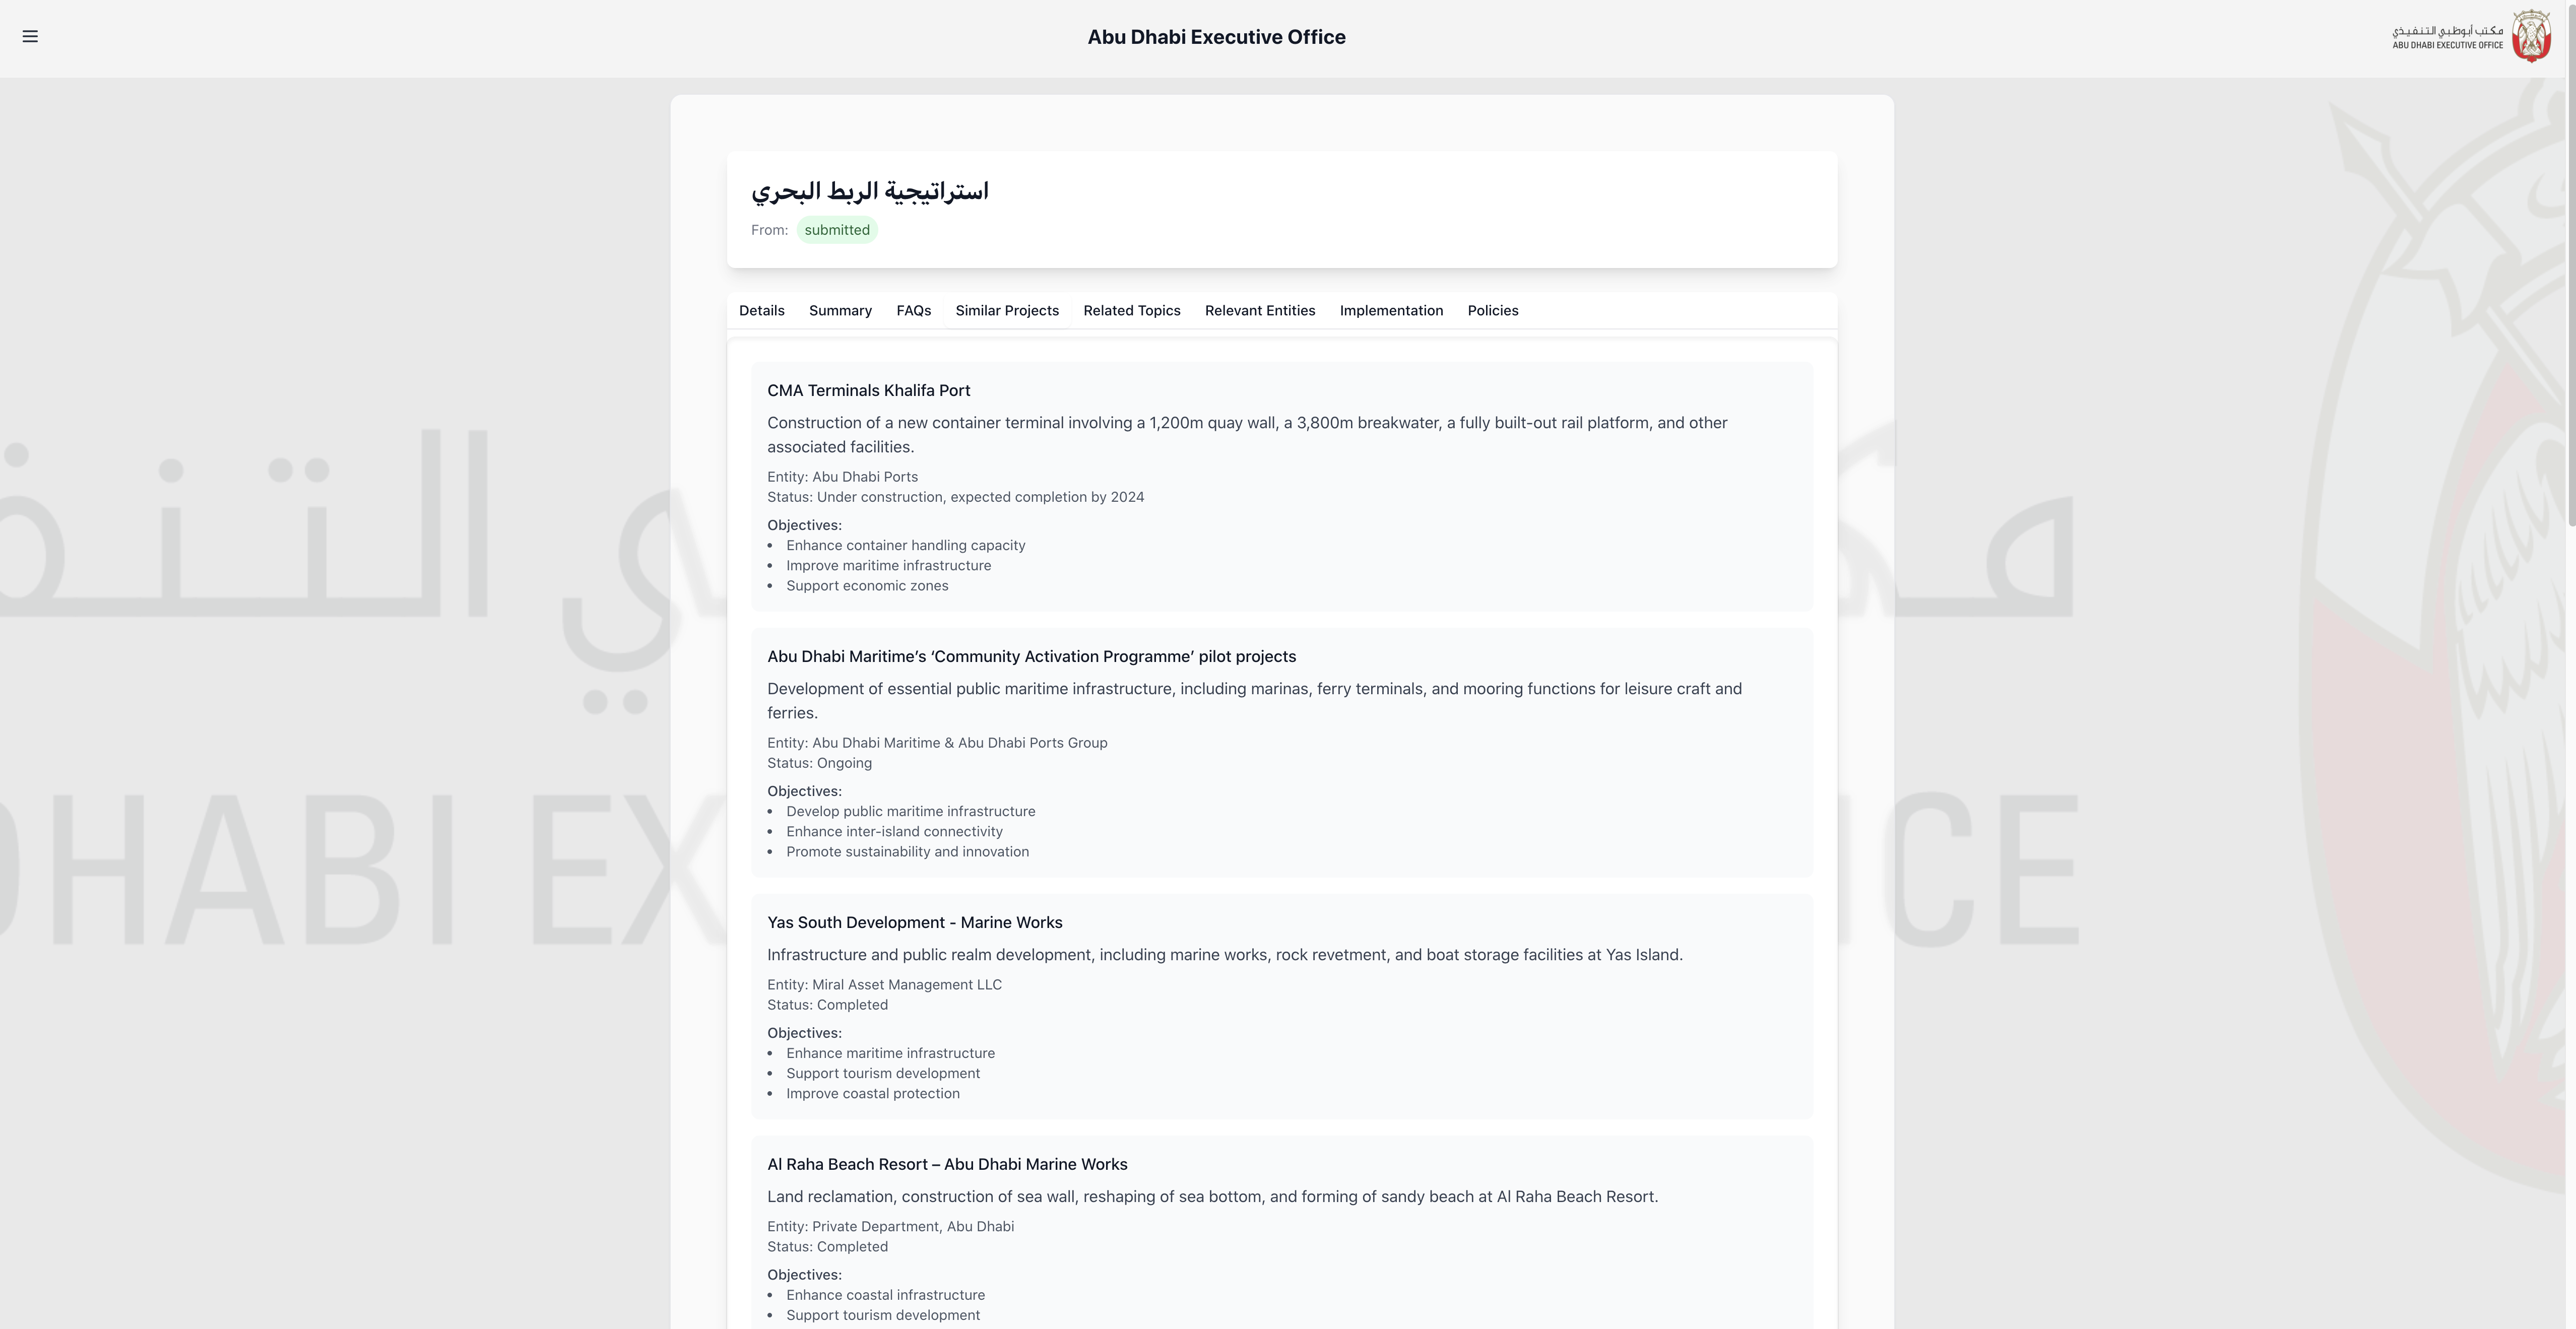 Abu Dhabi Executive Office
مكتب أبوظبي التنفيذي
ABU DHABI EXECUTIVE OFFICE
استراتيجية الربط البحري
From: submitted
Details Summary FAQs Similar Projects Related Topics Relevant Entities Implementation Policies
CMA Terminals Khalifa Port
Construction of a new container terminal involving a 1,200m quay wall, a 3,800m breakwater, a fully built-out rail platform, and other
associated facilities.
Entity: Abu Dhabi Ports
Status: Under construction, expected completion by 2024
Objectives:
• Enhance container handling capacity
• Improve maritime infrastructure
• Support economic zones
Abu Dhabi Maritime’s ‘Community Activation Programme’ pilot projects
Development of essential public maritime infrastructure, including marinas, ferry terminals, and mooring functions for leisure craft and
ferries.
Entity: Abu Dhabi Maritime & Abu Dhabi Ports Group
Status: Ongoing
Objectives:
• Develop public maritime infrastructure
• Enhance inter-island connectivity
• Promote sustainability and innovation
Yas South Development - Marine Works
Infrastructure and public realm development, including marine works, rock revetment, and boat storage facilities at Yas Island.
Entity: Miral Asset Management LLC
Status: Completed
Objectives:
• Enhance maritime infrastructure
• Support tourism development
• Improve coastal protection
Al Raha Beach Resort – Abu Dhabi Marine Works
Land reclamation, construction of sea wall, reshaping of sea bottom, and forming of sandy beach at Al Raha Beach Resort.
Entity: Private Department, Abu Dhabi
Status: Completed
Objectives:
• Enhance coastal infrastructure
• Support tourism development